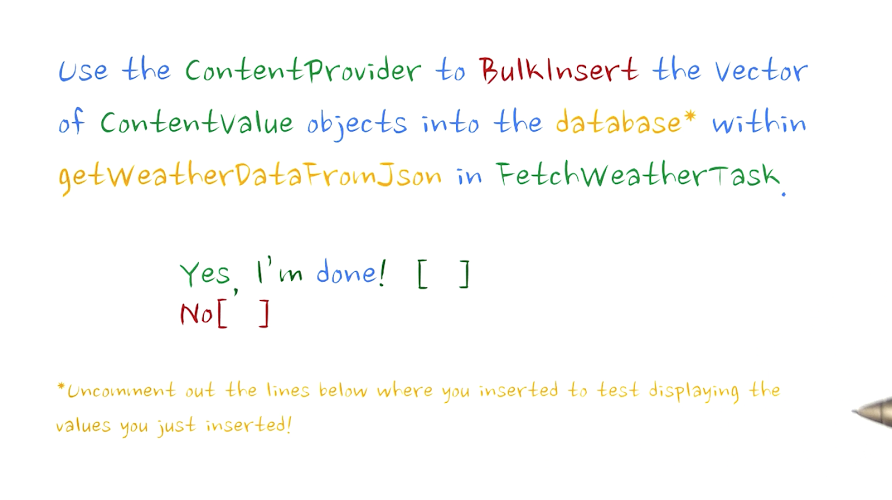 Use the ContentProvider to BulkInsert the vector
of ContentValue objects into the database* within
getWeatherDataFromJson in FetchWeatherTask.
Yes, I'm done! [ ]
No[ ]
*Uncomment out the lines below where you inserted to test displaying the
values you just inserted!